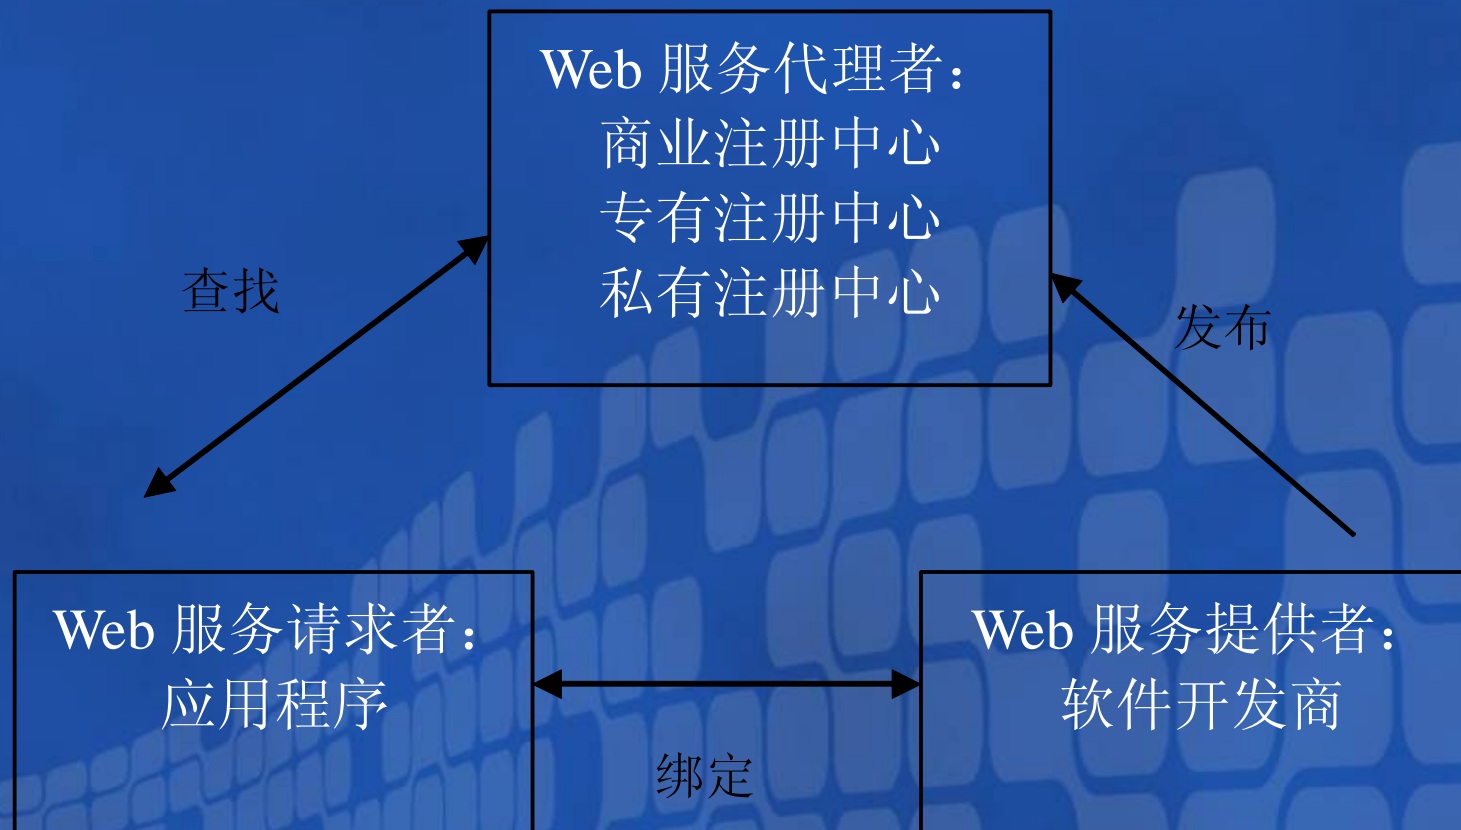 Web 服务代理者：
商业注册中心
专有注册中心
私有注册中心
查找
发布
Web 服务请求者：
应用程序
Web 服务提供者：
软件开发商
绑定